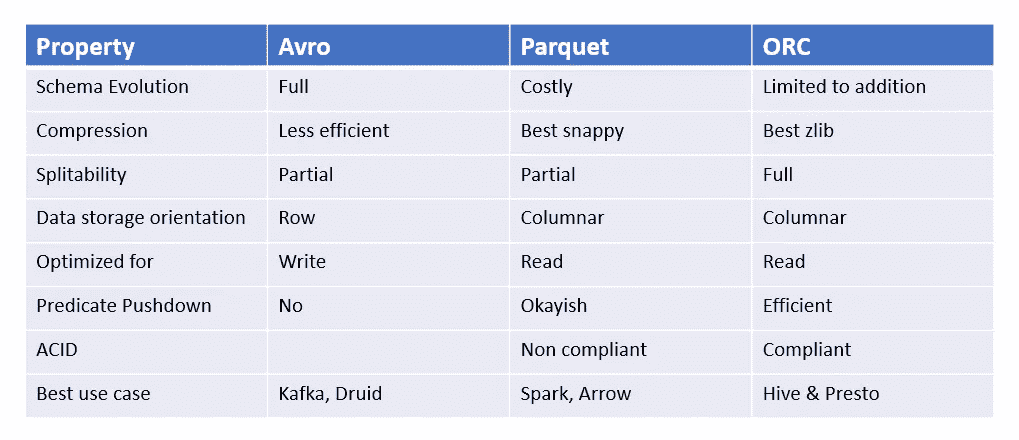 Property Avro Parquet ORC
Schema Evolution Full Costly Limited to addition
Compression Less efficient Best snappy Best zlib
Splitability Partial Partial Full
Data storage orientation Row Columnar Columnar
Optimized for Write Read Read
Predicate Pushdown No Okayish Efficient
ACID Non compliant Compliant
Best use case Kafka, Druid Spark, Arrow Hive & Presto